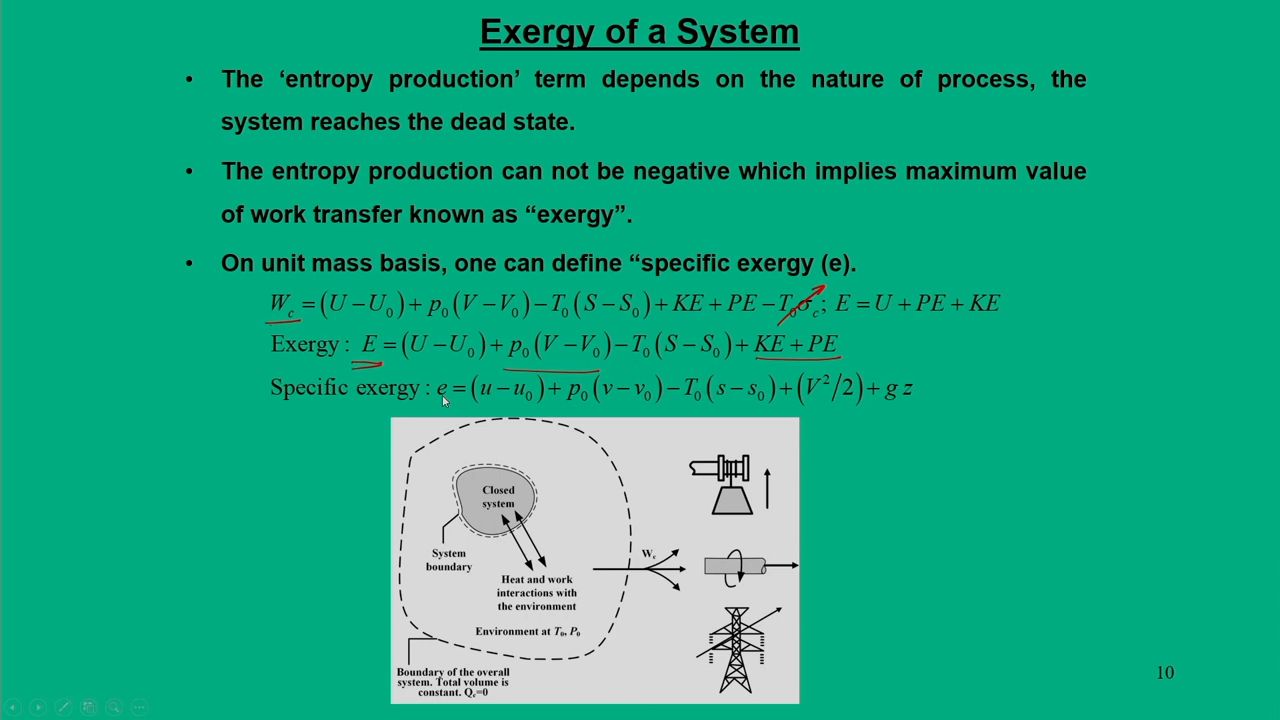 Exergy of a System
• The ‘entropy production’ term depends on the nature of process, the
system reaches the dead state.
• The entropy production can not be negative which implies maximum value
of work transfer known as “exergy”.
• On unit mass basis, one can define “specific exergy (e).
W_c = (U − U_0) + p_0(V − V_0) − T_0(S − S_0) + KE + PE − T_0σ_c; E = U + PE + KE
Exergy : E = (U − U_0) + p_0(V − V_0) − T_0(S − S_0) + KE + PE
Specific exergy : e = (u − u_0) + p_0(v − v_0) − T_0(s − s_0) + (V²/2) + g z
Closed
system
System
boundary
W_c
Heat and work
interactions with
the environment
Environment at T_0, P_0
Boundary of the overall
system. Total volume is
constant. Q_c=0
10